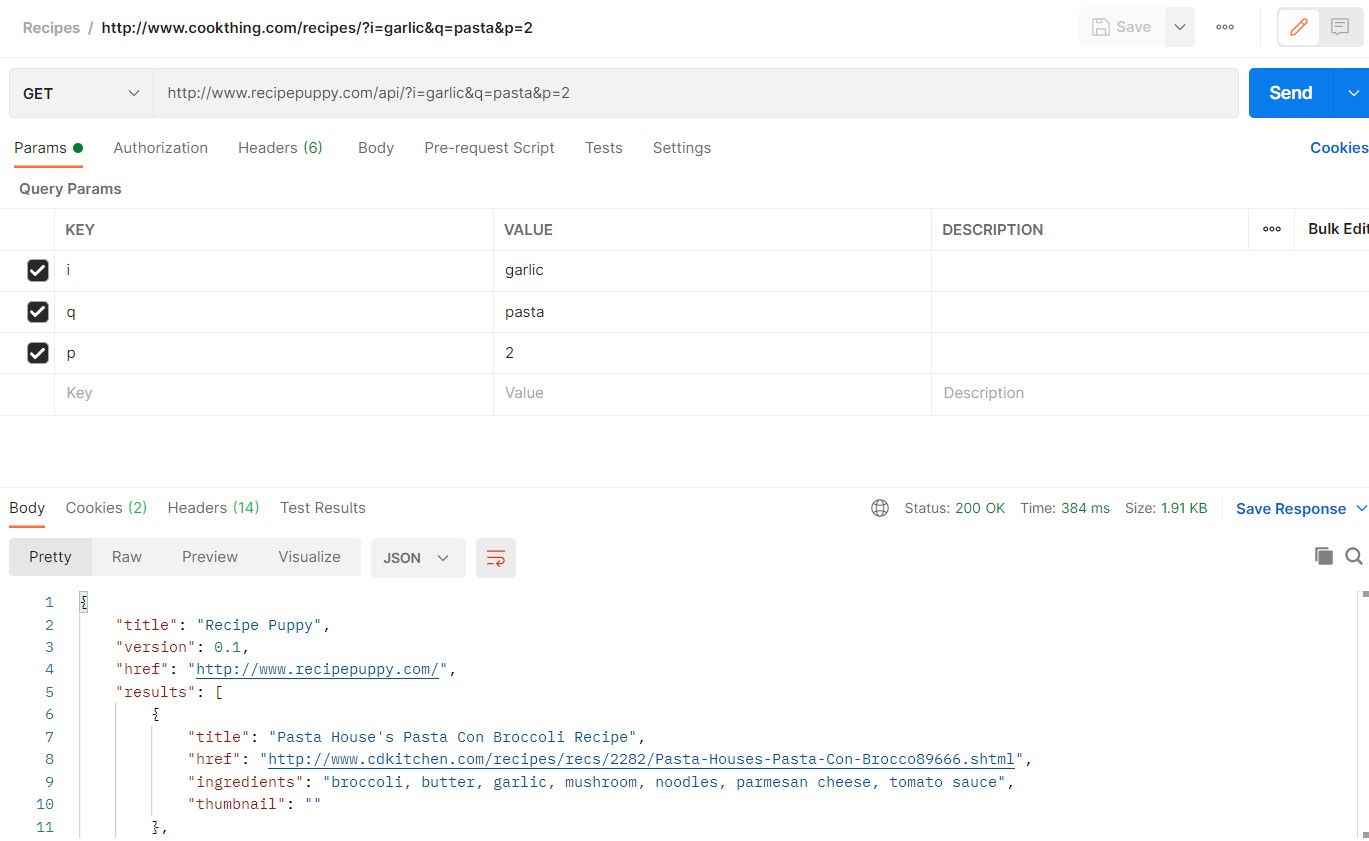 Recipes / http://www.cookthing.com/recipes/?i=garlic&q=pasta&p=2 Save
GET http://www.recipepuppy.com/api/?i=garlic&q=pasta&p=2 Send
Params Authorization Headers (6) Body Pre-request Script Tests Settings Cookies
Query Params
KEY VALUE DESCRIPTION Bulk Edit
i garlic
q pasta
p 2
Key Value Description
Body Cookies (2) Headers (14) Test Results Status: 200 OK Time: 384 ms Size: 1.91 KB Save Response
Pretty Raw Preview Visualize JSON
1 {
2 "title": "Recipe Puppy",
3 "version": 0.1,
4 "href": "http://www.recipepuppy.com/",
5 "results": [
6 {
7 "title": "Pasta House's Pasta Con Broccoli Recipe",
8 "href": "http://www.cdkitchen.com/recipes/recs/2282/Pasta-Houses-Pasta-Con-Brocco89666.shtml",
9 "ingredients": "broccoli, butter, garlic, mushroom, noodles, parmesan cheese, tomato sauce",
10 "thumbnail": ""
11 },